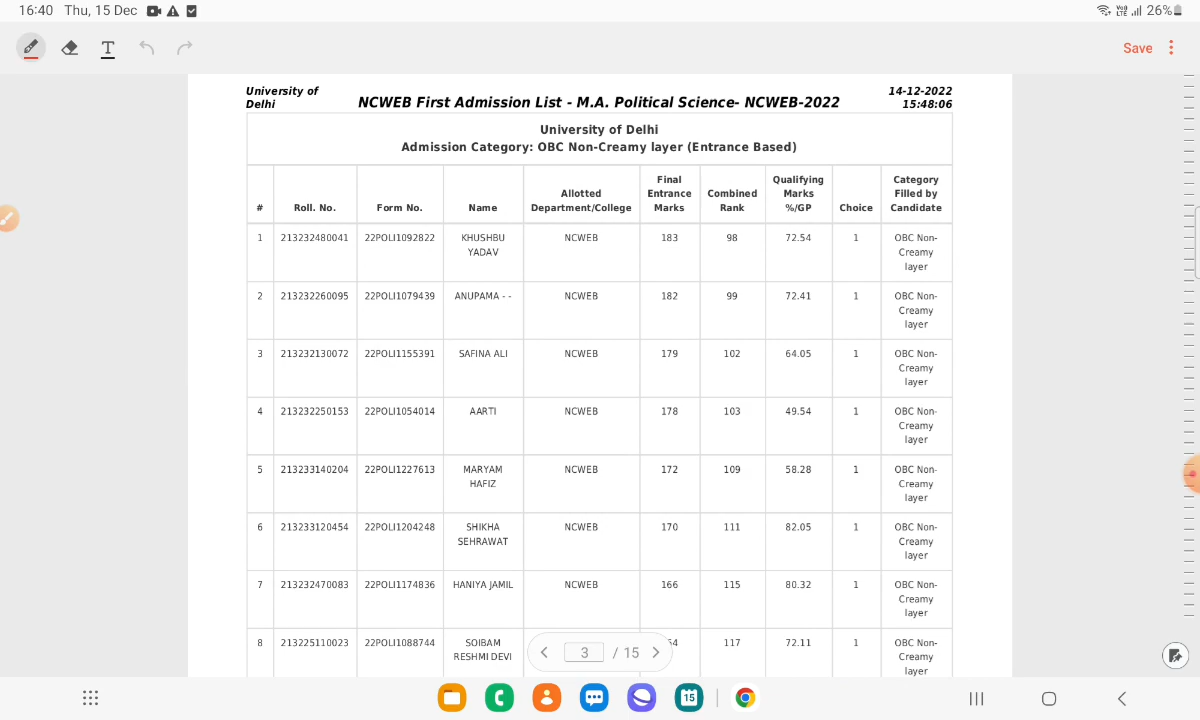 16:40 Thu, 15 Dec
26%
T
Save
University of
Delhi
NCWEB First Admission List - M.A. Political Science- NCWEB-2022
14-12-2022
15:48:06
University of Delhi
Admission Category: OBC Non-Creamy layer (Entrance Based)
# Roll. No. Form No. Name Allotted Department/College Final Entrance Marks Combined Rank Qualifying Marks %/GP Choice Category Filled by Candidate
1 213232480041 22POLI1092822 KHUSHBU YADAV NCWEB 183 98 72.54 1 OBC Non-Creamy layer
2 213232260095 22POLI1079439 ANUPAMA - - NCWEB 182 99 72.41 1 OBC Non-Creamy layer
3 213232130072 22POLI1155391 SAFINA ALI NCWEB 179 102 64.05 1 OBC Non-Creamy layer
4 213232250153 22POLI1054014 AARTI NCWEB 178 103 49.54 1 OBC Non-Creamy layer
5 213233140204 22POLI1227613 MARYAM HAFIZ NCWEB 172 109 58.28 1 OBC Non-Creamy layer
6 213233120454 22POLI1204248 SHIKHA SEHRAWAT NCWEB 170 111 82.05 1 OBC Non-Creamy layer
7 213232470083 22POLI1174836 HANIYA JAMIL NCWEB 166 115 80.32 1 OBC Non-Creamy layer
8 213225110023 22POLI1088744 SOIBAM RESHMI DEVI 117 72.11 1 OBC Non-Creamy layer
3 / 15
15